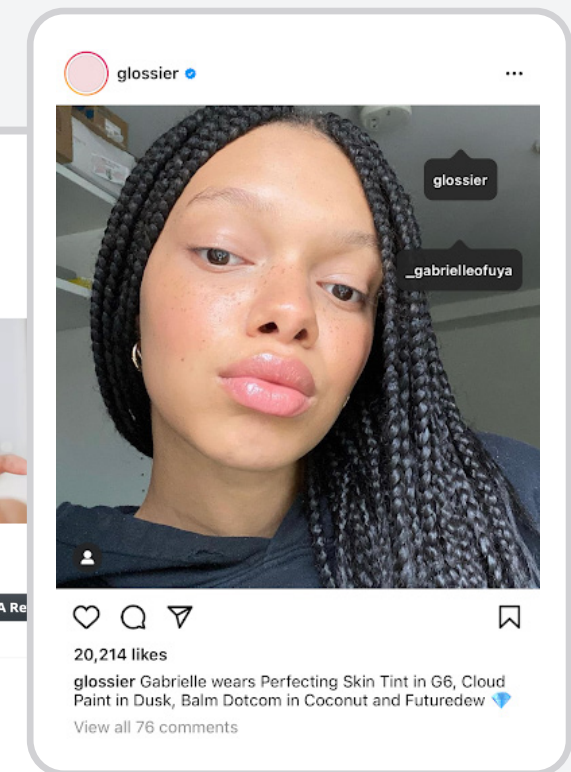 glossier
glossier
_gabrielleofuya
A Re
20,214 likes
glossier Gabrielle wears Perfecting Skin Tint in G6, Cloud
Paint in Dusk, Balm Dotcom in Coconut and Futuredew 💎
View all 76 comments